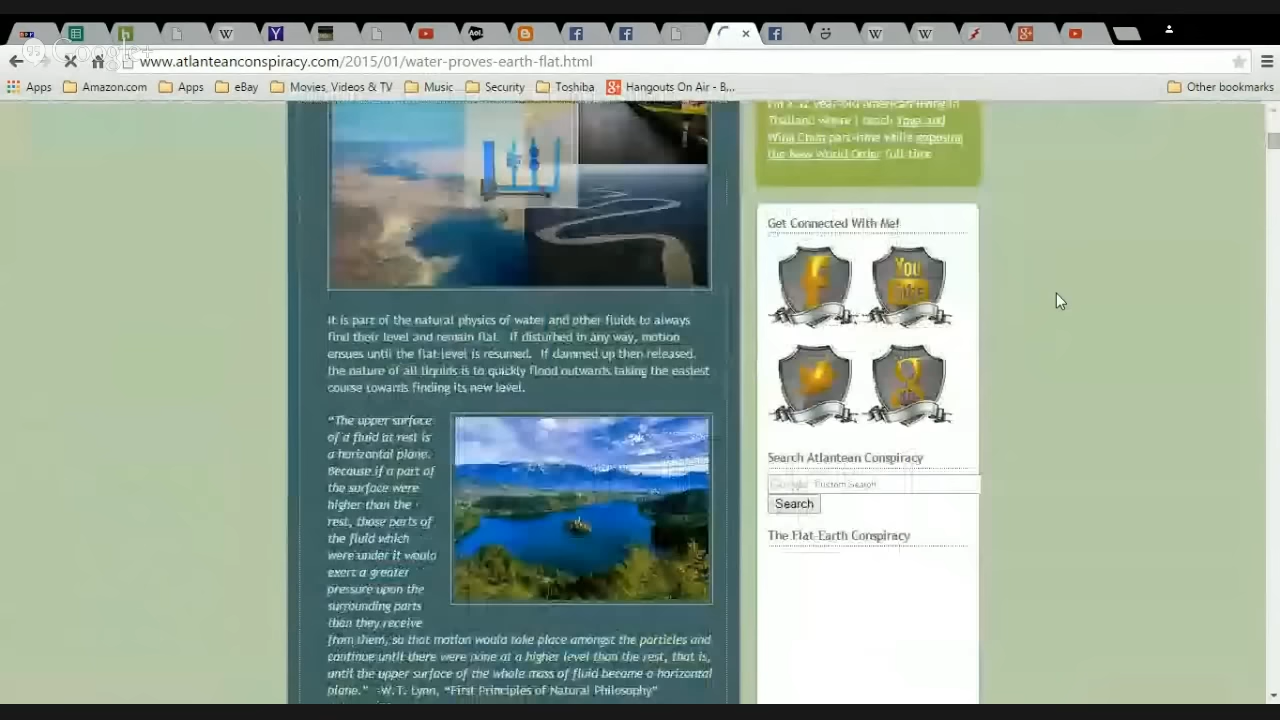 95 Google+
www.atlanteanconspiracy.com/2015/01/water-proves-earth-flat.html
Apps Amazon.com Apps eBay Movies, Videos & TV Music Security Toshiba Hangouts On Air - B... Other bookmarks
Thailand where I teach Yoga and
Wing Chun part-time while exposing
the New World Order full-time
Get Connected With Me!
You
Tube
It is part of the natural physics of water and other fluids to always
find their level and remain flat. If disturbed in any way, motion
ensues until the flat level is resumed. If dammed up then released,
the nature of all liquids is to quickly flood outwards taking the easiest
course towards finding its new level.
“The upper surface
of a fluid at rest is
a horizontal plane.
Because if a part of
the surface were
higher than the
rest, those parts of
the fluid which
were under it would
exert a greater
pressure upon the
surrounding parts
than they receive
from them, so that motion would take place amongst the particles and
continue until there were none at a higher level than the rest, that is,
until the upper surface of the whole mass of fluid became a horizontal
plane.” W.T. Lynn, “First Principles of Natural Philosophy”
Search Atlantean Conspiracy
Google Custom Search
Search
The Flat-Earth Conspiracy